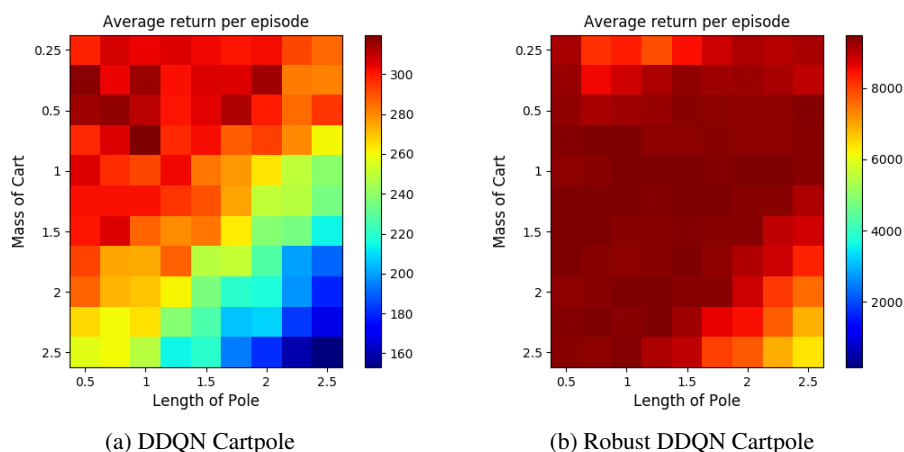 Average return per episode
Mass of Cart
0.25
0.5
1
1.5
2
2.5
0.5 1 1.5 2 2.5
Length of Pole
300
280
260
240
220
200
180
160
(a) DDQN Cartpole
Average return per episode
Mass of Cart
0.25
0.5
1
1.5
2
2.5
0.5 1 1.5 2 2.5
Length of Pole
8000
6000
4000
2000
(b) Robust DDQN Cartpole